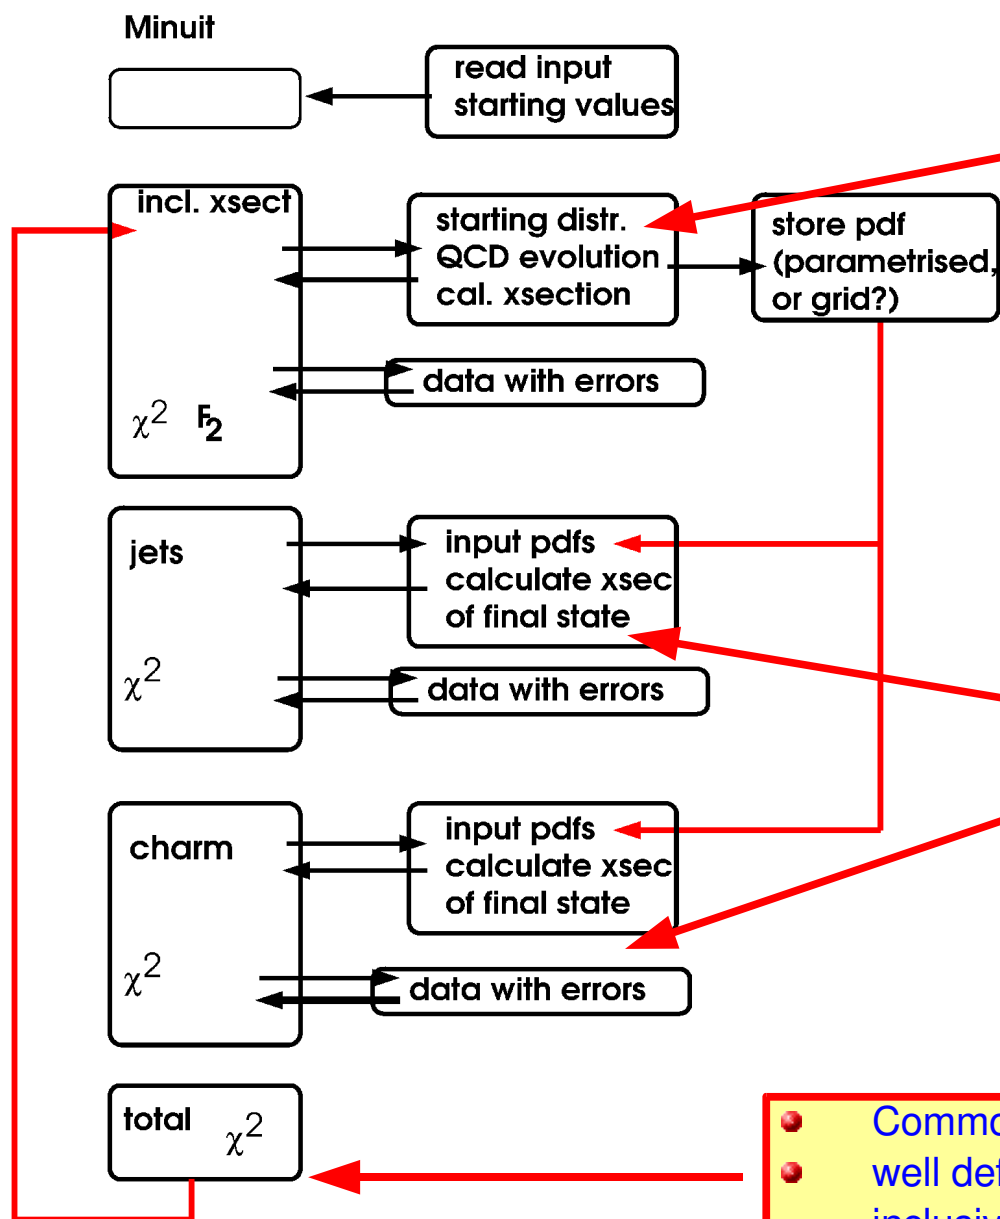 Minuit
read input
starting values
incl. xsect
starting distr.
QCD evolution
cal. xsection
store pdf
(parametrised,
or grid?)
data with errors
χ2 F2
jets
input pdfs
calculate xsec
of final state
χ2
data with errors
charm
input pdfs
calculate xsec
of final state
χ2
data with errors
total χ2
well